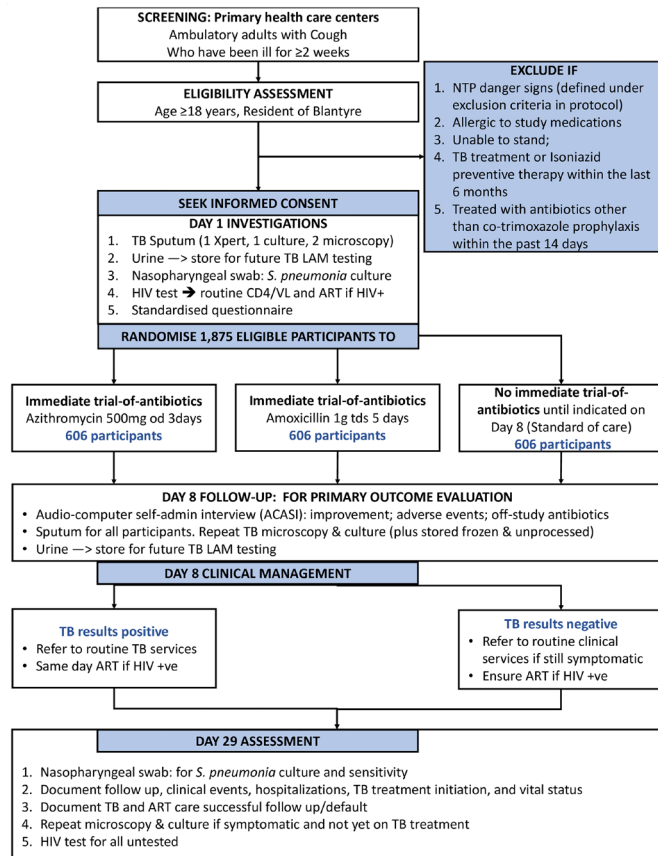 SCREENING: Primary health care centers
Ambulatory adults with Cough
Who have been ill for ≥2 weeks
ELIGIBILITY ASSESSMENT
Age ≥18 years, Resident of Blantyre
EXCLUDE IF
1. NTP danger signs (defined under
exclusion criteria in protocol)
2. Allergic to study medications
3. Unable to stand;
4. TB treatment or Isoniazid
preventive therapy within the last
6 months
5. Treated with antibiotics other
than co-trimoxazole prophylaxis
within the past 14 days
SEEK INFORMED CONSENT
DAY 1 INVESTIGATIONS
1. TB Sputum (1 Xpert, 1 culture, 2 microscopy)
2. Urine —> store for future TB LAM testing
3. Nasopharyngeal swab: S. pneumonia culture
4. HIV test ➔ routine CD4/VL and ART if HIV+
5. Standardised questionnaire
RANDOMISE 1,875 ELIGIBLE PARTICIPANTS TO
Immediate trial-of-antibiotics
Azithromycin 500mg od 3days
606 participants
Immediate trial-of-antibiotics
Amoxicillin 1g tds 5 days
606 participants
No immediate trial-of-
antibiotics until indicated on
Day 8 (Standard of care)
606 participants
DAY 8 FOLLOW-UP: FOR PRIMARY OUTCOME EVALUATION
• Audio-computer self-admin interview (ACASI): improvement; adverse events; off-study antibiotics
• Sputum for all participants. Repeat TB microscopy & culture (plus stored frozen & unprocessed)
• Urine —> store for future TB LAM testing
DAY 8 CLINICAL MANAGEMENT
TB results positive
• Refer to routine TB services
• Same day ART if HIV +ve
TB results negative
• Refer to routine clinical
services if still symptomatic
• Ensure ART if HIV +ve
DAY 29 ASSESSMENT
1. Nasopharyngeal swab: for S. pneumonia culture and sensitivity
2. Document follow up, clinical events, hospitalizations, TB treatment initiation, and vital status
3. Document TB and ART care successful follow up/default
4. Repeat microscopy & culture if symptomatic and not yet on TB treatment
5. HIV test for all untested